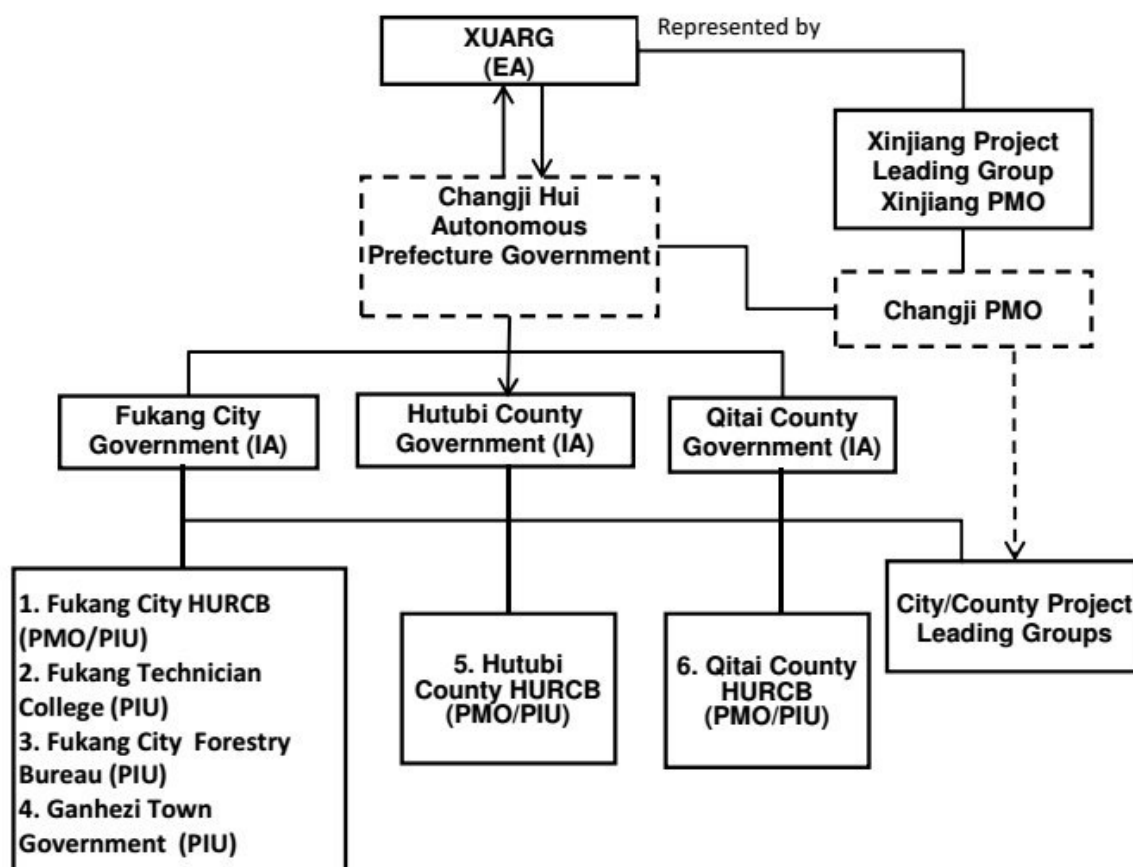 XUARG
(EA)
Represented by
Xinjiang Project
Leading Group
Xinjiang PMO
Changji Hui
Autonomous
Prefecture Government
Changji PMO
Fukang City
Government (IA)
Hutubi County
Government (IA)
Qitai County
Government (IA)
1. Fukang City HURCB
(PMO/PIU)
2. Fukang Technician
College (PIU)
3. Fukang City Forestry
Bureau (PIU)
4. Ganhezi Town
Government (PIU)
5. Hutubi
County HURCB
(PMO/PIU)
6. Qitai County
HURCB
(PMO/PIU)
City/County Project
Leading Groups